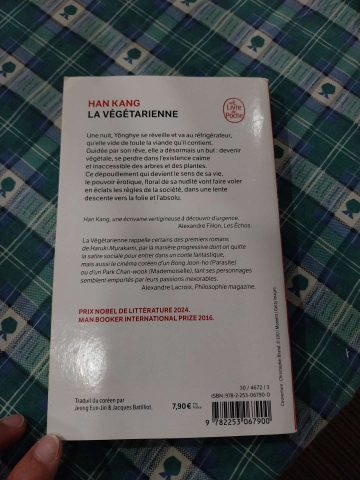 HAN KANG
LA VÉGÉTARIENNE
Le Livre de Poche
Une nuit, Yŏnghye se réveille et va au réfrigérateur,
qu'elle vide de toute la viande qu'il contient.
Guidée par son rêve, elle a désormais un but : devenir
végétale, se perdre dans l'existence calme
et inaccessible des arbres et des plantes.
Ce dépouillement qui devient le sens de sa vie,
le pouvoir érotique, floral de sa nudité vont faire voler
en éclats les règles de la société, dans une lente
descente vers la folie et l'absolu.
Han Kang, une écrivaine vertigineuse à découvrir d'urgence.
Alexandre Fillon, Les Échos.
La Végétarienne rappelle certains des premiers romans
de Haruki Murakami, par la manière progressive dont on quitte
la satire sociale pour entrer dans un conte fantastique,
mais aussi le cinéma coréen d'un Bong Joon-ho (Parasite)
ou d'un Park Chan-wook (Mademoiselle), tant ses personnages
semblent emportés par leurs passions inexorables.
Alexandre Lacroix, Philosophie magazine.
PRIX NOBEL DE LITTÉRATURE 2024.
MAN BOOKER INTERNATIONAL PRIZE 2016.
Traduit du coréen par
Jeong Eun-Jin & Jacques Batilliot.
7,90 €
30 / 4672 / 3
ISBN : 978-2-253-06790-0
9 782253 067900